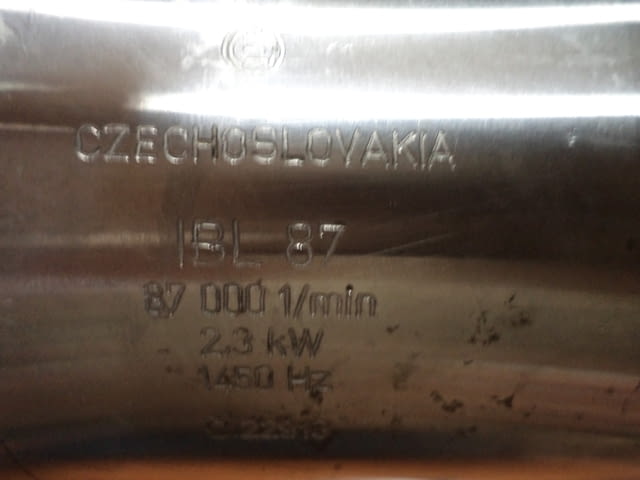 CZECHOSLOVAKIA
IBL 87
87 000 1/min
2.3 kW
1450 Hz